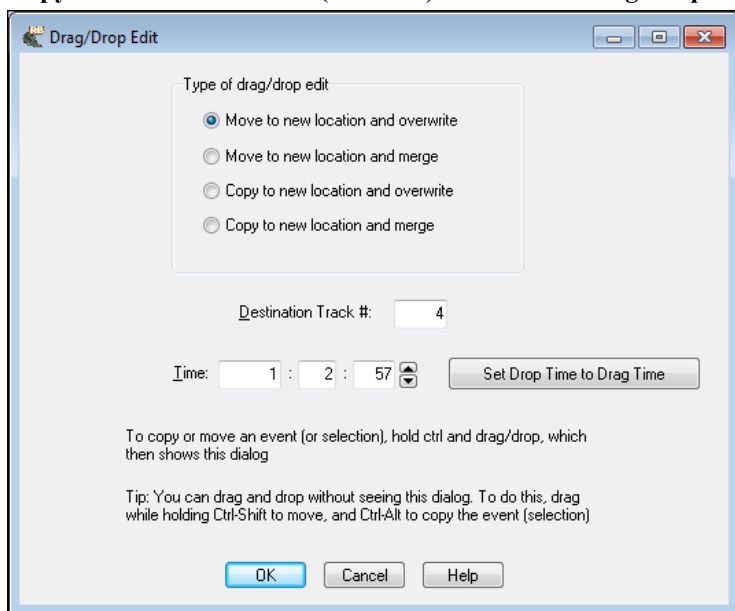 Drag/Drop Edit
Type of drag/drop edit
Move to new location and overwrite
Move to new location and merge
Copy to new location and overwrite
Copy to new location and merge
Destination Track #: 4
Time: 1 : 2 : 57 Set Drop Time to Drag Time
To copy or move an event (or selection), hold ctrl and drag/drop, which
then shows this dialog
Tip: You can drag and drop without seeing this dialog. To do this, drag
while holding Ctrl-Shift to move, and Ctrl-Alt to copy the event (selection)
OK Cancel Help